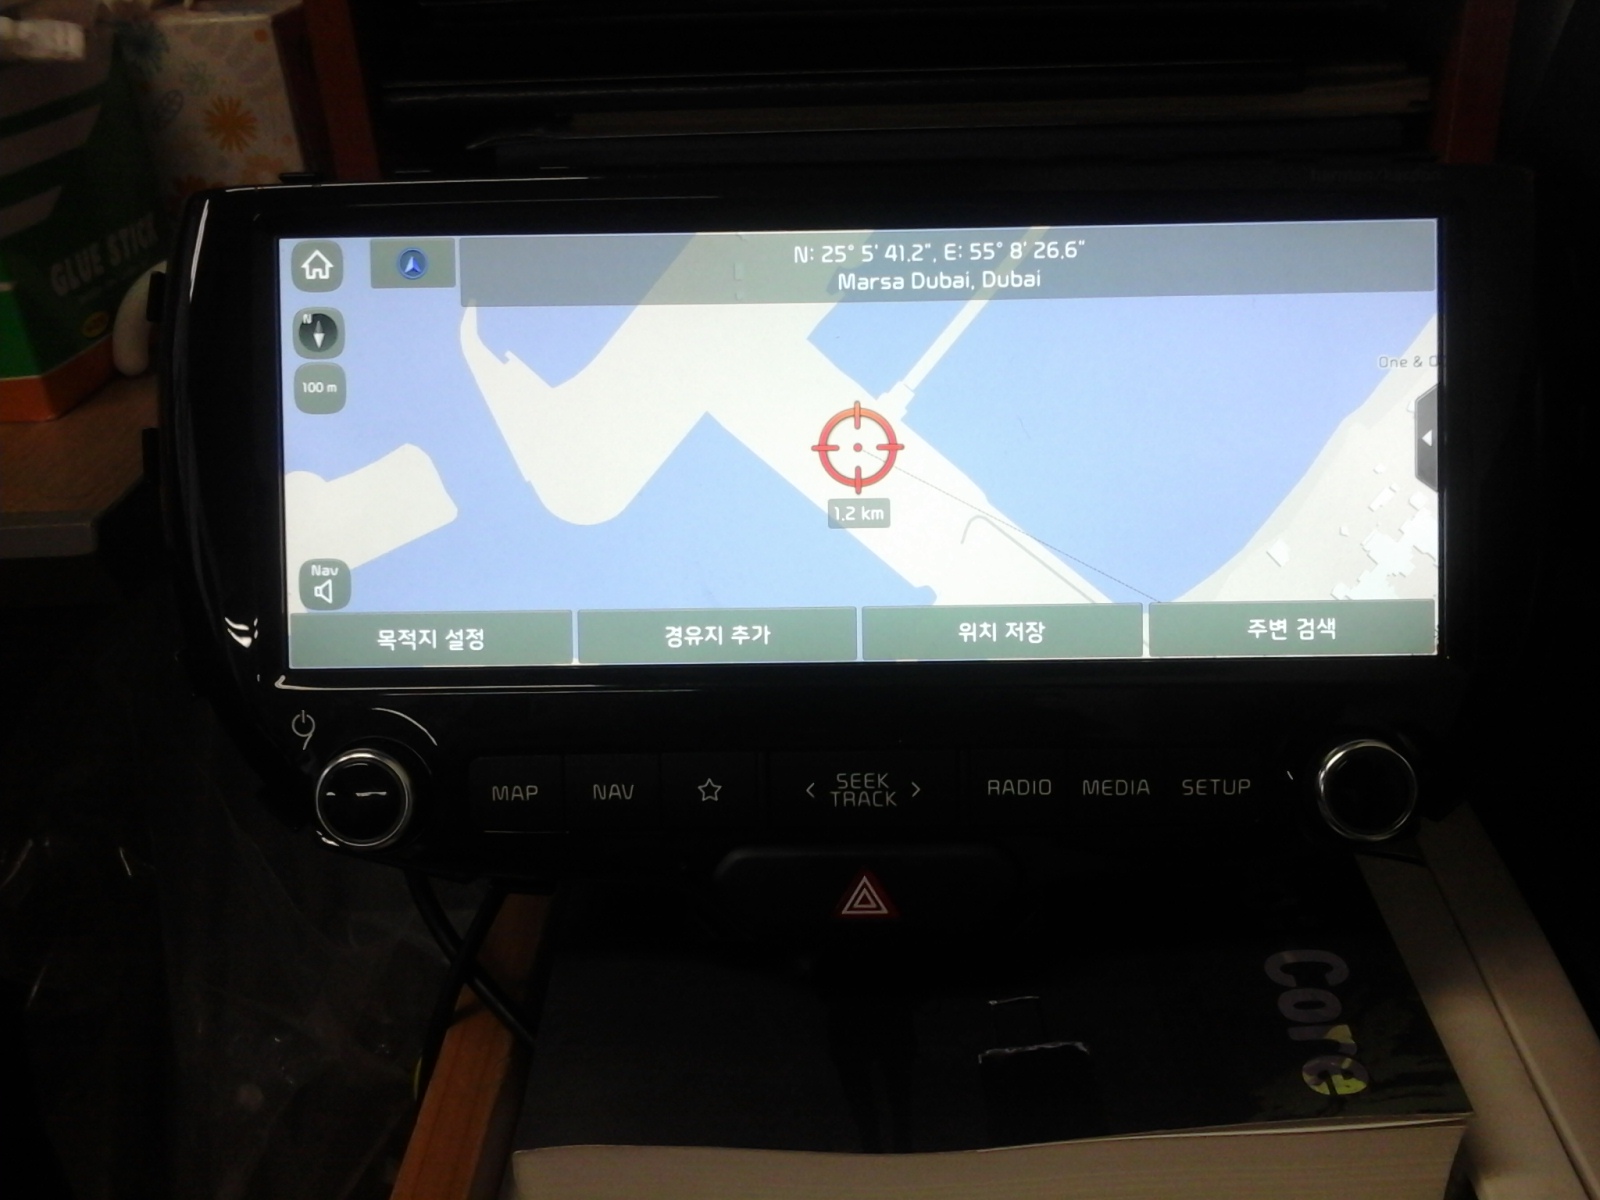 GLUE STICK
N: 25° 5' 41.2", E: 55° 8' 26.6"
Marsa Dubai, Dubai
N
100 m
One & O
1.2 km
Nav
목적지 설정
경유지 추가
위치 저장
주변 검색
MAP
NAV
< SEEK >
TRACK
RADIO
MEDIA
SETUP
Core